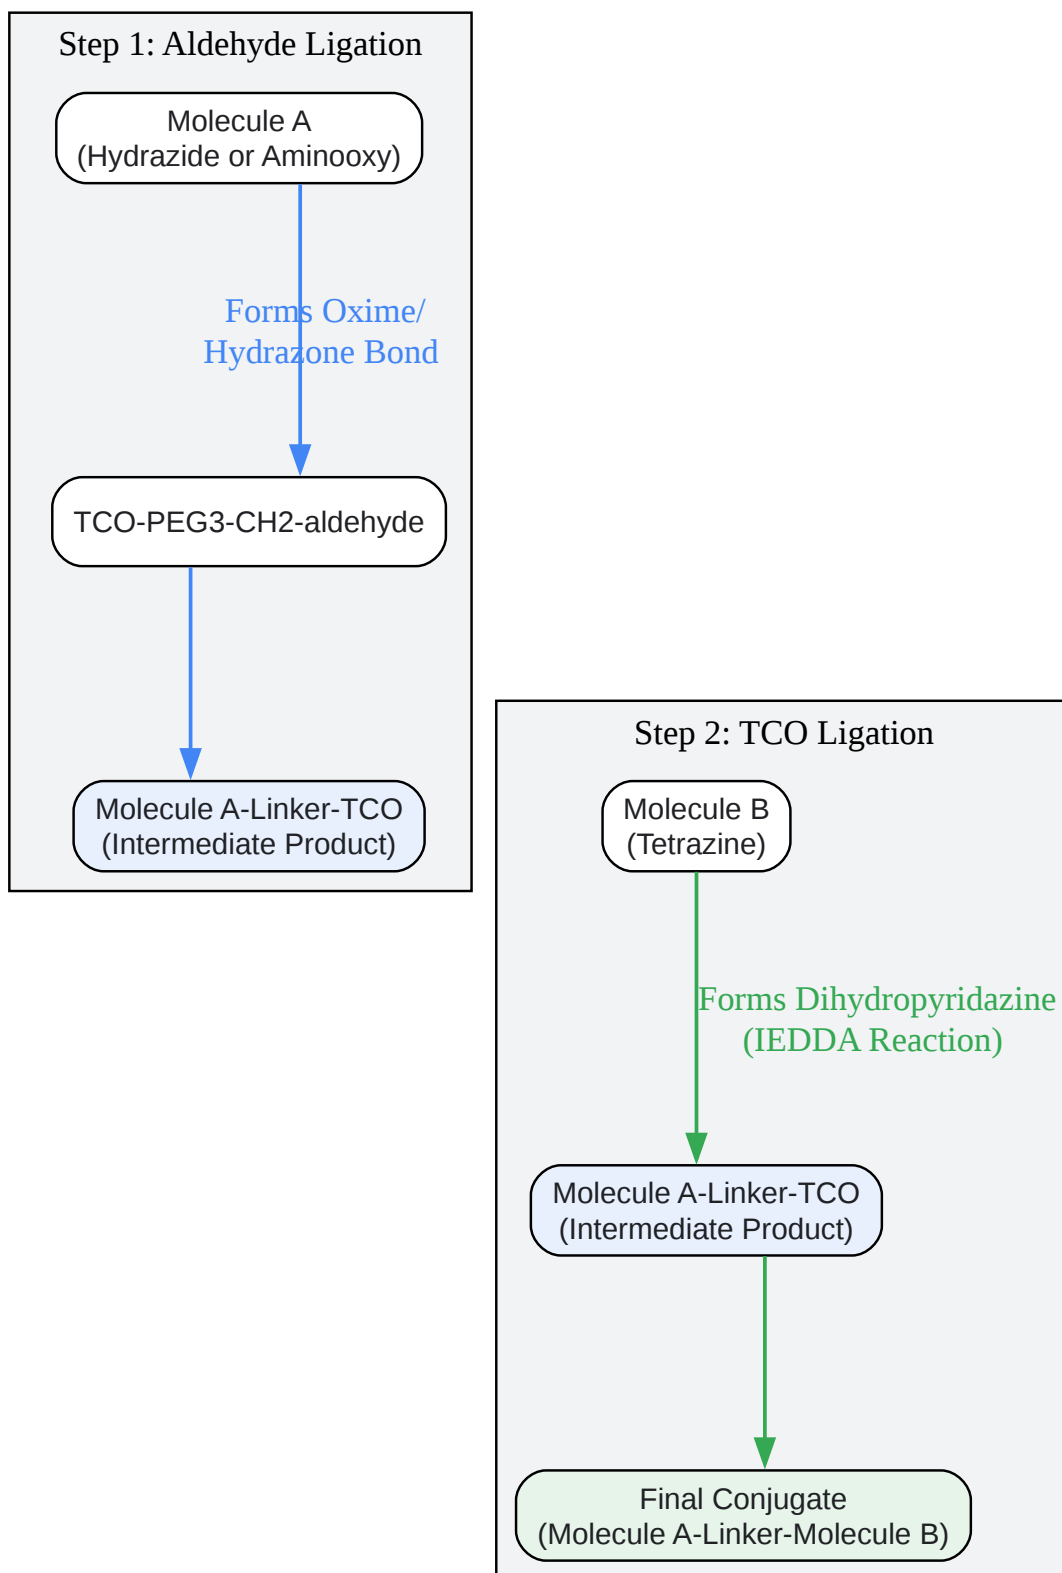 Step 1: Aldehyde Ligation
Molecule A
(Hydrazide or Aminooxy)
Forms Oxime/
Hydrazone Bond
TCO-PEG3-CH2-aldehyde
Molecule A-Linker-TCO
(Intermediate Product)
Step 2: TCO Ligation
Molecule B
(Tetrazine)
Forms Dihydropyridazine
(IEDDA Reaction)
Molecule A-Linker-TCO
(Intermediate Product)
Final Conjugate
(Molecule A-Linker-Molecule B)